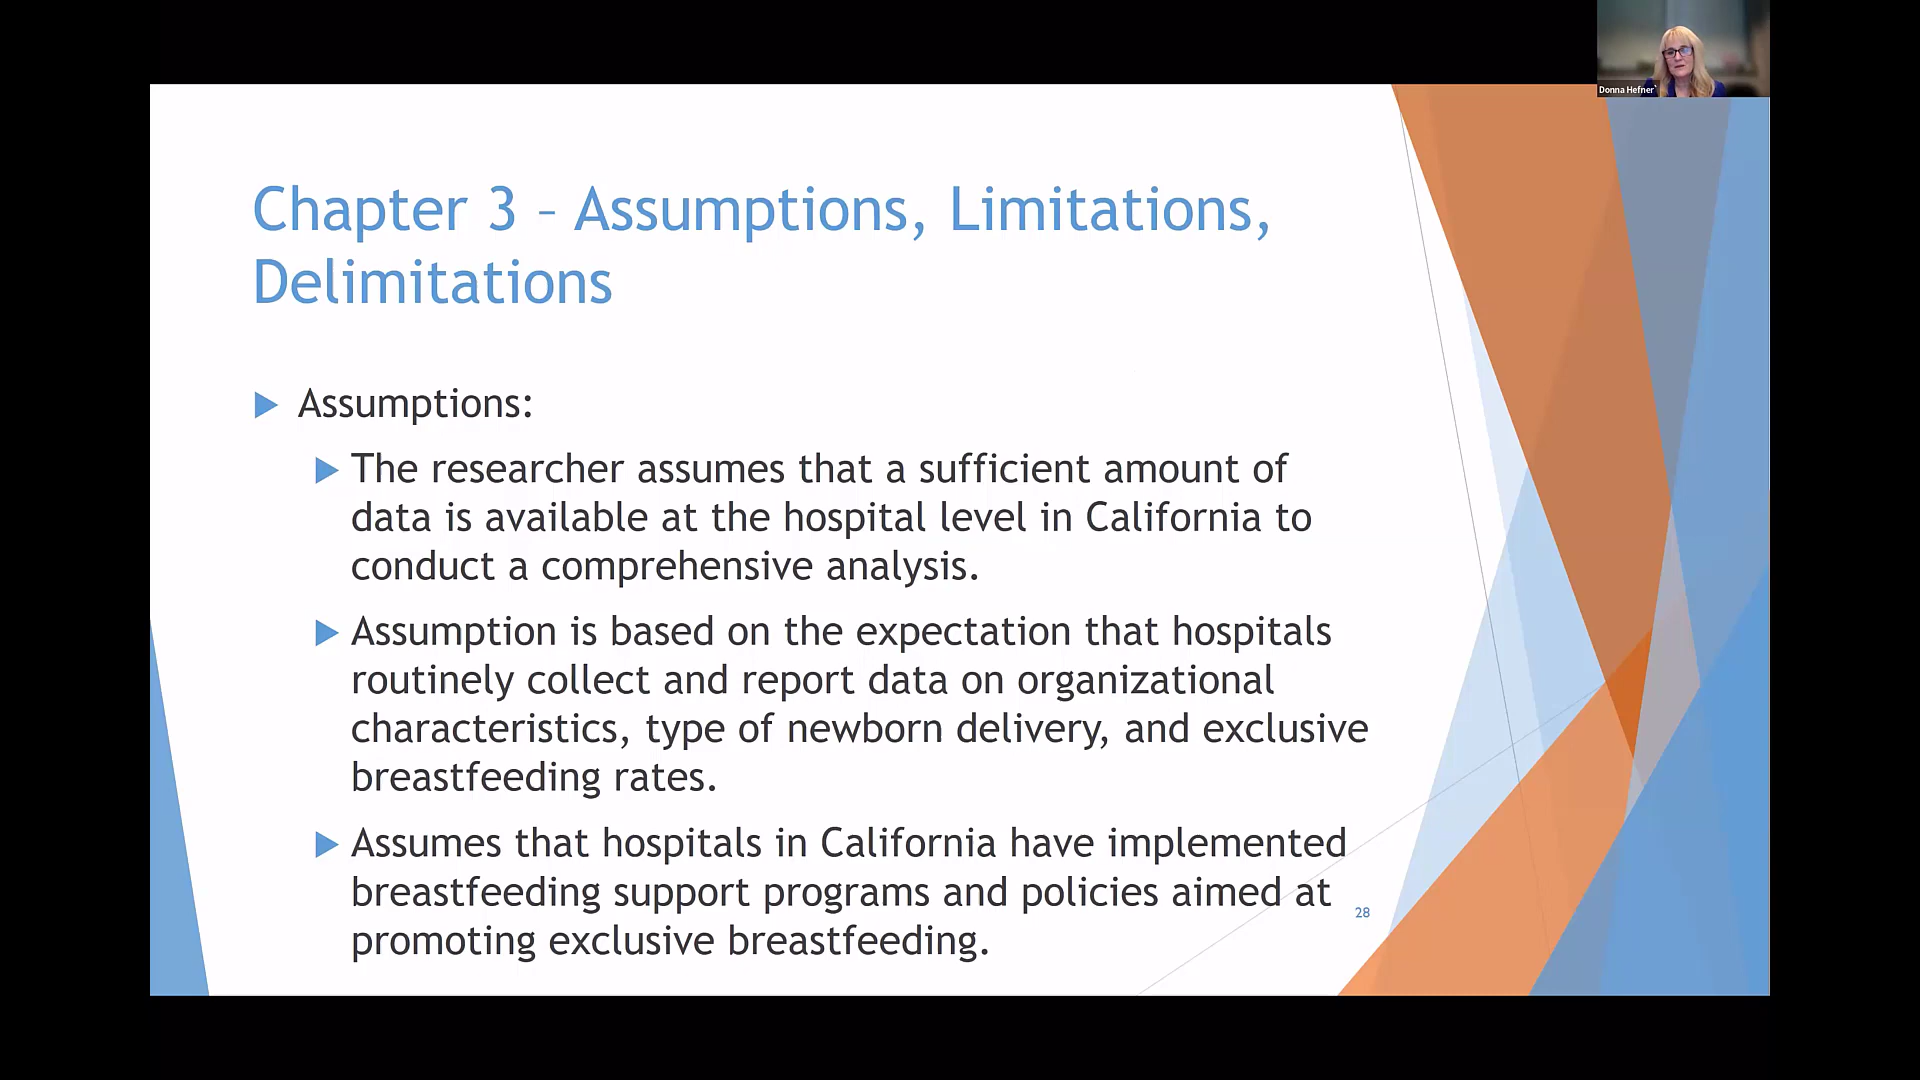 Donna Hefner
Chapter 3 – Assumptions, Limitations,
Delimitations
Assumptions:
The researcher assumes that a sufficient amount of
data is available at the hospital level in California to
conduct a comprehensive analysis.
Assumption is based on the expectation that hospitals
routinely collect and report data on organizational
characteristics, type of newborn delivery, and exclusive
breastfeeding rates.
Assumes that hospitals in California have implemented
breastfeeding support programs and policies aimed at
promoting exclusive breastfeeding.
28